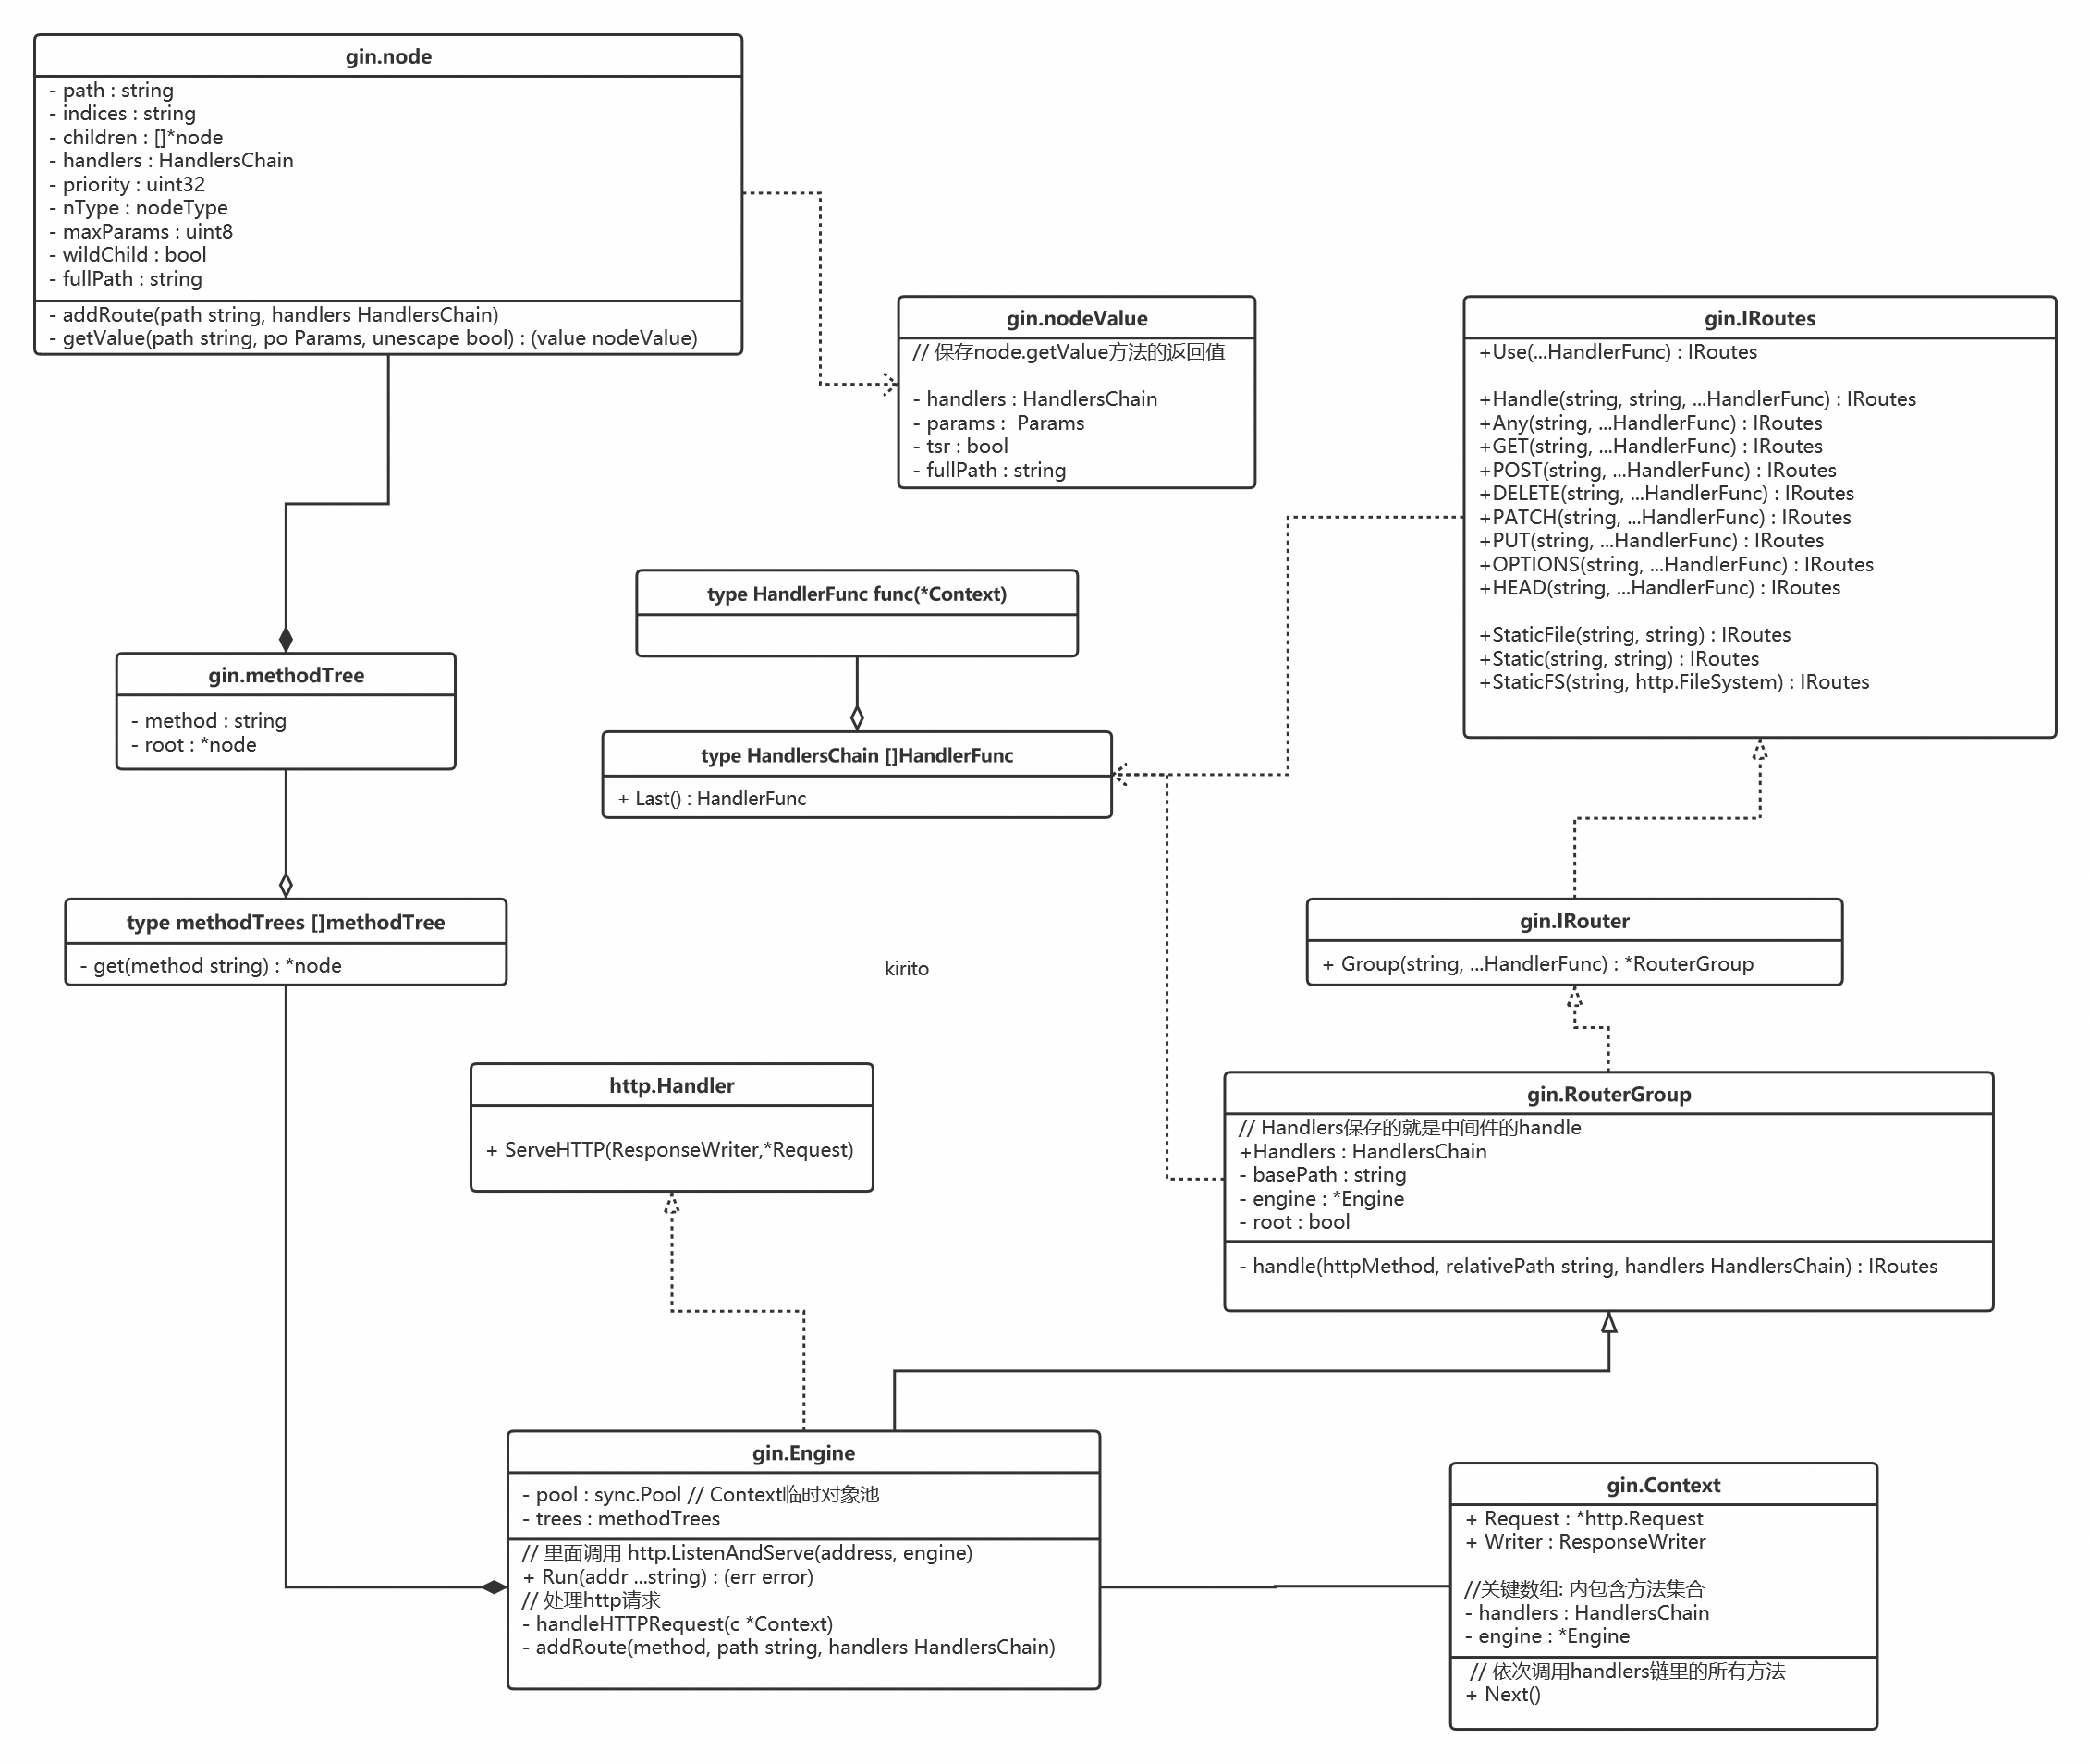 gin.node
- path : string
- indices : string
- children : []*node
- handlers : HandlersChain
- priority : uint32
- nType : nodeType
- maxParams : uint8
- wildChild : bool
- fullPath : string
- addRoute(path string, handlers HandlersChain)
- getValue(path string, po Params, unescape bool) : (value nodeValue)
gin.nodeValue
// 保存node.getValue方法的返回值
- handlers : HandlersChain
- params :  Params
- tsr : bool
- fullPath : string
gin.IRoutes
+Use(...HandlerFunc) : IRoutes
+Handle(string, string, ...HandlerFunc) : IRoutes
+Any(string, ...HandlerFunc) : IRoutes
+GET(string, ...HandlerFunc) : IRoutes
+POST(string, ...HandlerFunc) : IRoutes
+DELETE(string, ...HandlerFunc) : IRoutes
+PATCH(string, ...HandlerFunc) : IRoutes
+PUT(string, ...HandlerFunc) : IRoutes
+OPTIONS(string, ...HandlerFunc) : IRoutes
+HEAD(string, ...HandlerFunc) : IRoutes
+StaticFile(string, string) : IRoutes
+Static(string, string) : IRoutes
+StaticFS(string, http.FileSystem) : IRoutes
type HandlerFunc func(*Context)
gin.methodTree
- method : string
- root : *node
type HandlersChain []HandlerFunc
+ Last() : HandlerFunc
type methodTrees []methodTree
- get(method string) : *node
kirito
gin.IRouter
+ Group(string, ...HandlerFunc) : *RouterGroup
http.Handler
+ ServeHTTP(ResponseWriter,*Request)
gin.RouterGroup
// Handlers保存的就是中间件的handle
+Handlers : HandlersChain
- basePath : string
- engine : *Engine
- root : bool
- handle(httpMethod, relativePath string, handlers HandlersChain) : IRoutes
gin.Engine
- pool : sync.Pool // Context临时对象池
- trees : methodTrees
// 里面调用 http.ListenAndServe(address, engine)
+ Run(addr ...string) : (err error)
// 处理http请求
- handleHTTPRequest(c *Context)
- addRoute(method, path string, handlers HandlersChain)
gin.Context
+ Request : *http.Request
+ Writer : ResponseWriter
//关键数组: 内包含方法集合
- handlers : HandlersChain
- engine : *Engine
// 依次调用handlers链里的所有方法
+ Next()